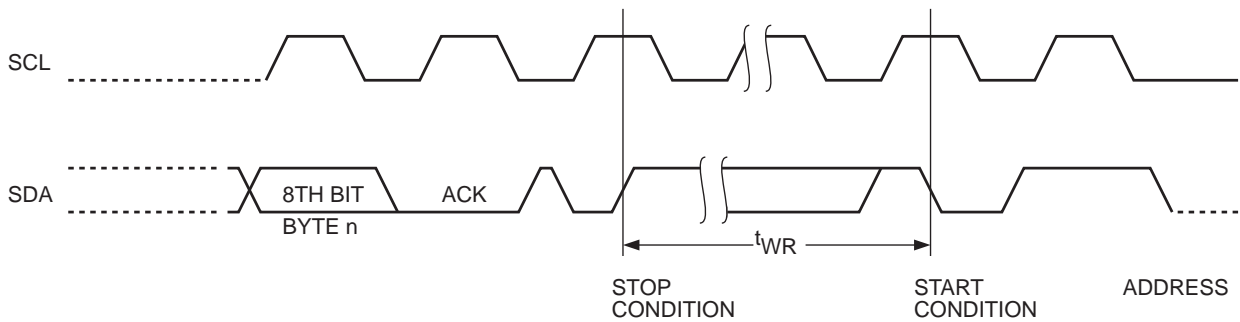 SCL
SDA
8TH BIT
ACK
BYTE n
tWR
STOP
CONDITION
START
CONDITION
ADDRESS